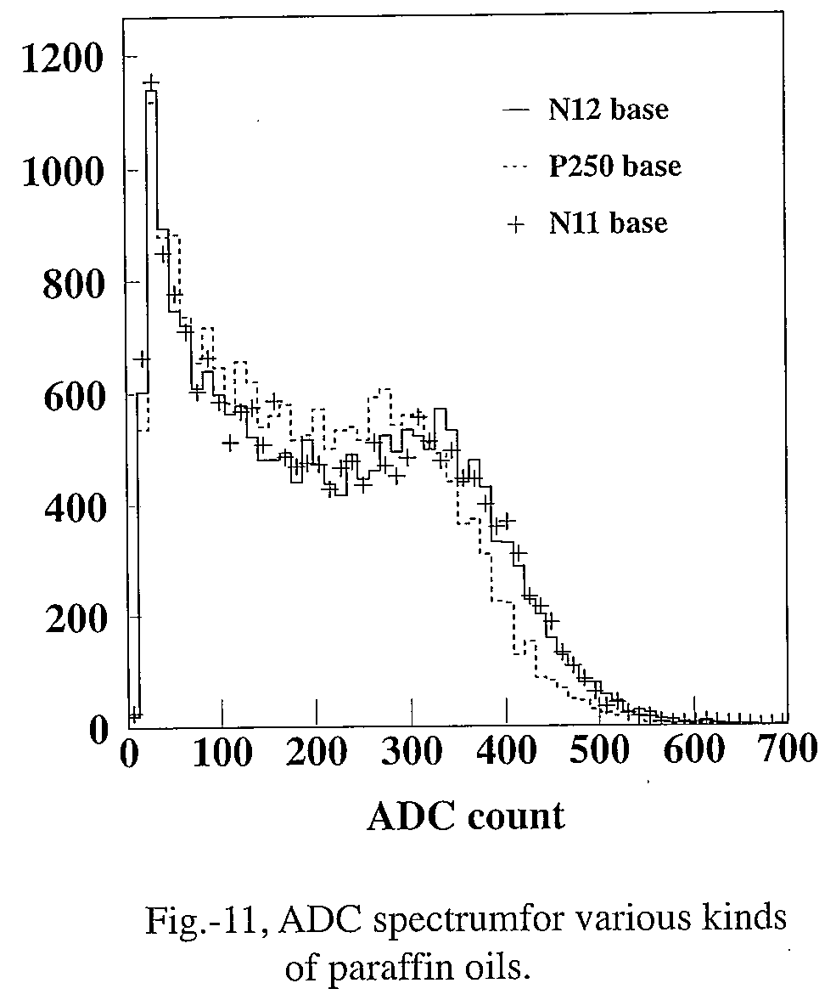 1200
1000
800
600
400
200
0
N12 base
P250 base
N11 base
0 100 200 300 400 500 600 700
ADC count
Fig.-11, ADC spectrumfor various kinds
of paraffin oils.